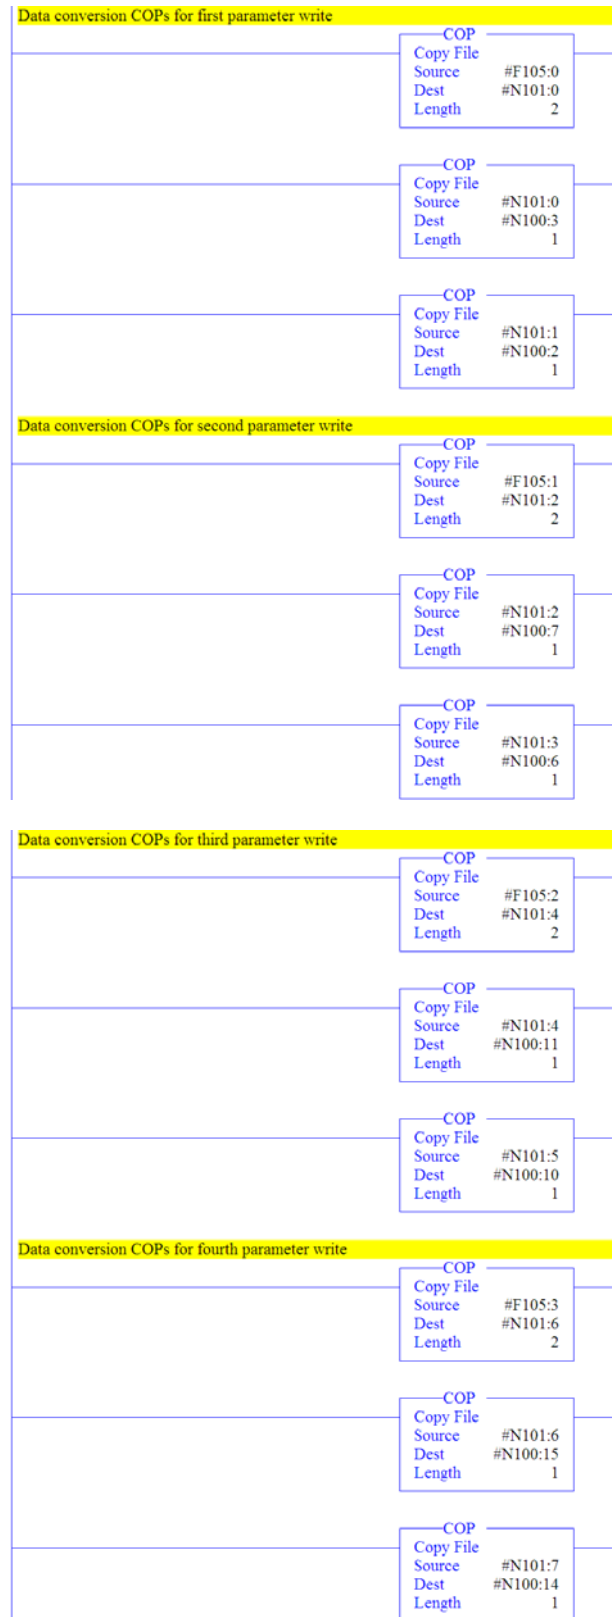 Data conversion COPs for first parameter write
COP
Copy File
Source #F105:0
Dest #N101:0
Length 2
COP
Copy File
Source #N101:0
Dest #N100:3
Length 1
COP
Copy File
Source #N101:1
Dest #N100:2
Length 1
Data conversion COPs for second parameter write
COP
Copy File
Source #F105:1
Dest #N101:2
Length 2
COP
Copy File
Source #N101:2
Dest #N100:7
Length 1
COP
Copy File
Source #N101:3
Dest #N100:6
Length 1
Data conversion COPs for third parameter write
COP
Copy File
Source #F105:2
Dest #N101:4
Length 2
COP
Copy File
Source #N101:4
Dest #N100:11
Length 1
COP
Copy File
Source #N101:5
Dest #N100:10
Length 1
Data conversion COPs for fourth parameter write
COP
Copy File
Source #F105:3
Dest #N101:6
Length 2
COP
Copy File
Source #N101:6
Dest #N100:15
Length 1
COP
Copy File
Source #N101:7
Dest #N100:14
Length 1